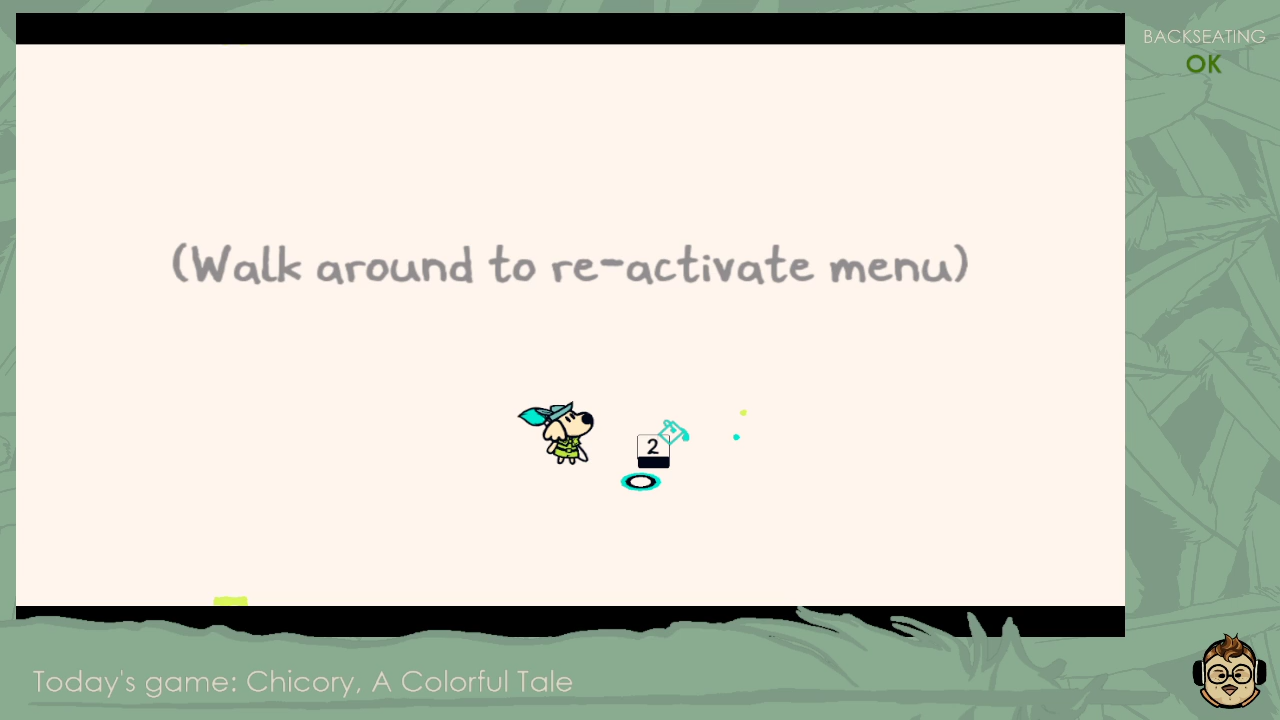 BACKSEATING
OK
(Walk around to re-activate menu)
2
Today's game: Chicory, A Colorful Tale